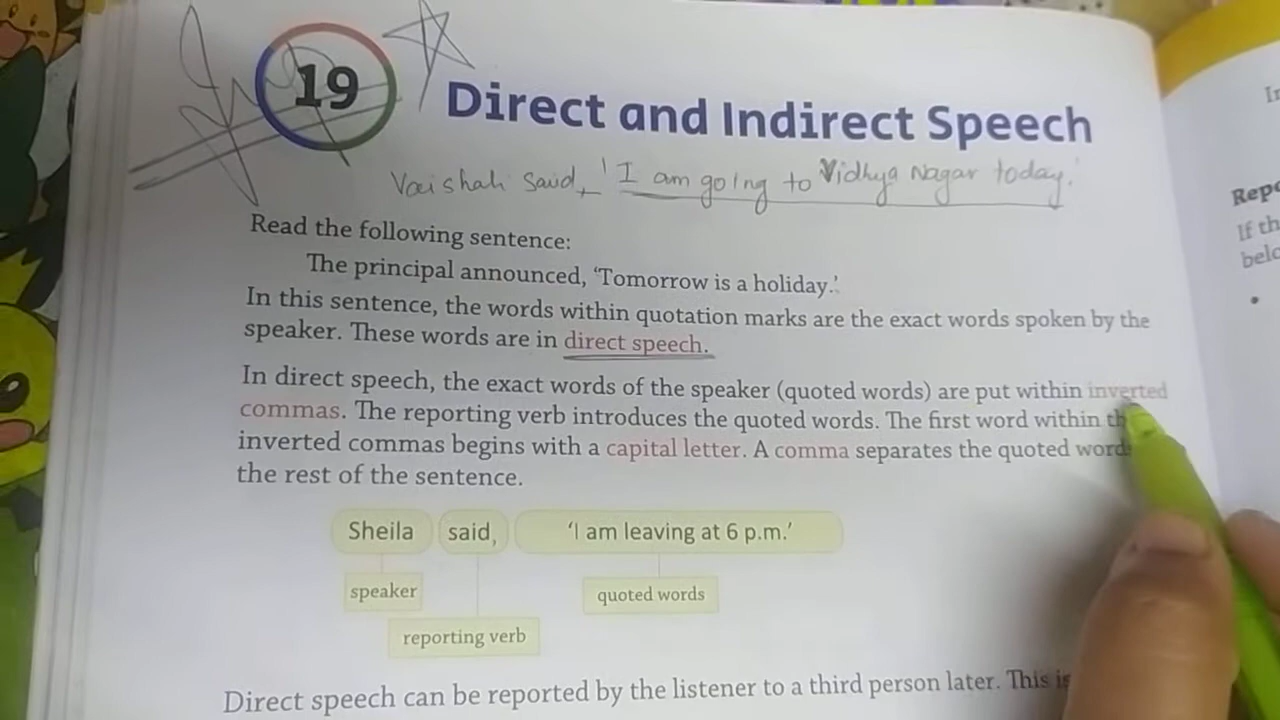 19
Direct and Indirect Speech
Vaishali said, 'I am going to Vidhya Nagar today.'
Read the following sentence:
The principal announced, ‘Tomorrow is a holiday.’
In this sentence, the words within quotation marks are the exact words spoken by the
speaker. These words are in direct speech.
In direct speech, the exact words of the speaker (quoted words) are put within inverted
commas. The reporting verb introduces the quoted words. The first word within
inverted commas begins with a capital letter. A comma separates the quoted
the rest of the sentence.
Sheila said, ‘I am leaving at 6 p.m.’
speaker
quoted words
reporting verb
Direct speech can be reported by the listener to a third person later. This is
If